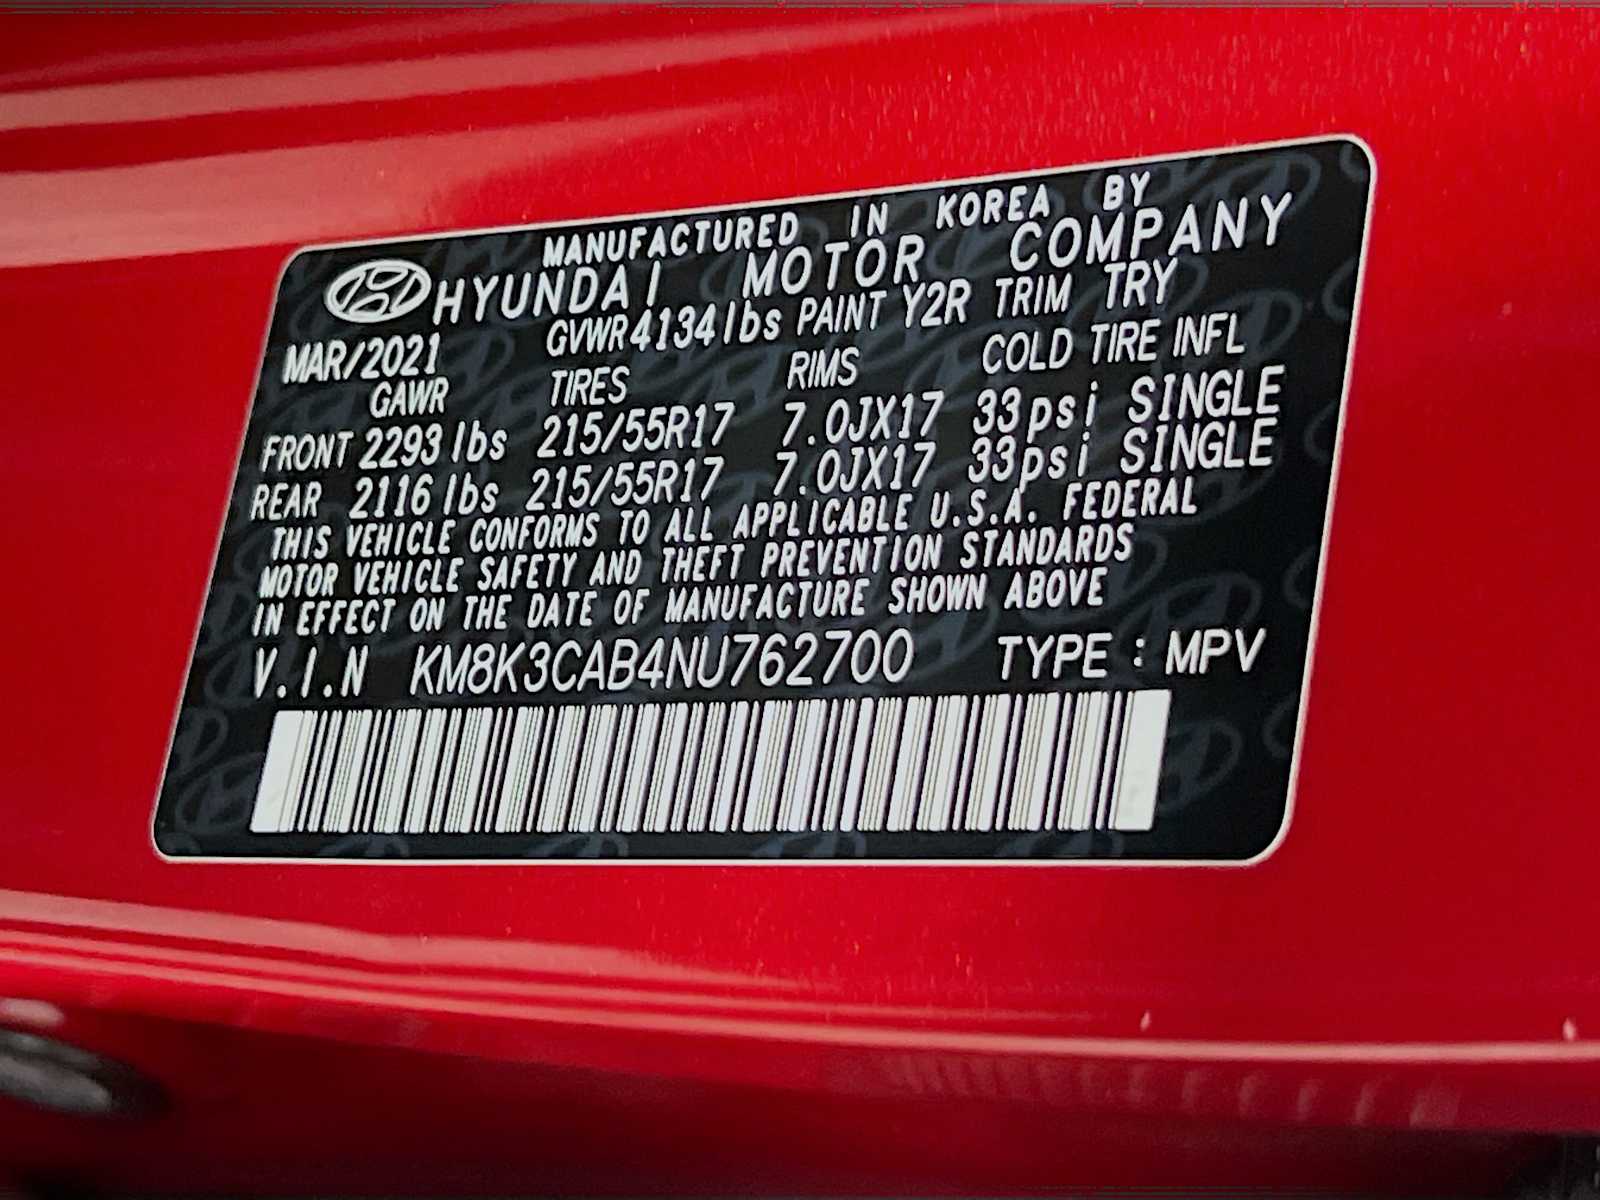 MANUFACTURED IN KOREA BY
HYUNDAI MOTOR COMPANY
MAR/2021 GVWR 4134lbs PAINT Y2R TRIM TRY
GAWR TIRES RIMS COLD TIRE INFL
FRONT 2293 lbs 215/55R17 7.0JX17 33psi SINGLE
REAR 2116 lbs 215/55R17 7.0JX17 33psi SINGLE
THIS VEHICLE CONFORMS TO ALL APPLICABLE U.S.A. FEDERAL
MOTOR VEHICLE SAFETY AND THEFT PREVENTION STANDARDS
IN EFFECT ON THE DATE OF MANUFACTURE SHOWN ABOVE
V.I.N KM8K3CAB4NU762700 TYPE : MPV